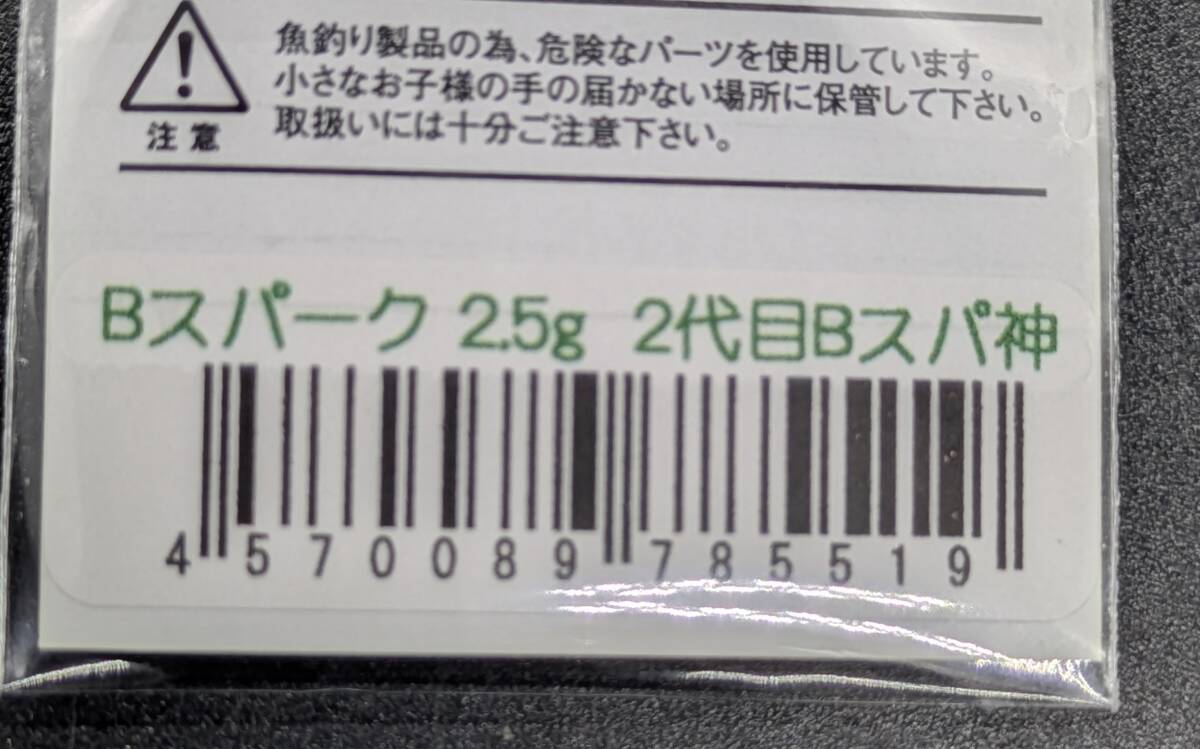 魚釣り製品の為、危険なパーツを使用しています。
小さなお子様の手の届かない場所に保管して下さい。
取扱いには十分ご注意下さい。
注意
Bスパーク 2.5g 2代目Bスパ神
4 570089 785519